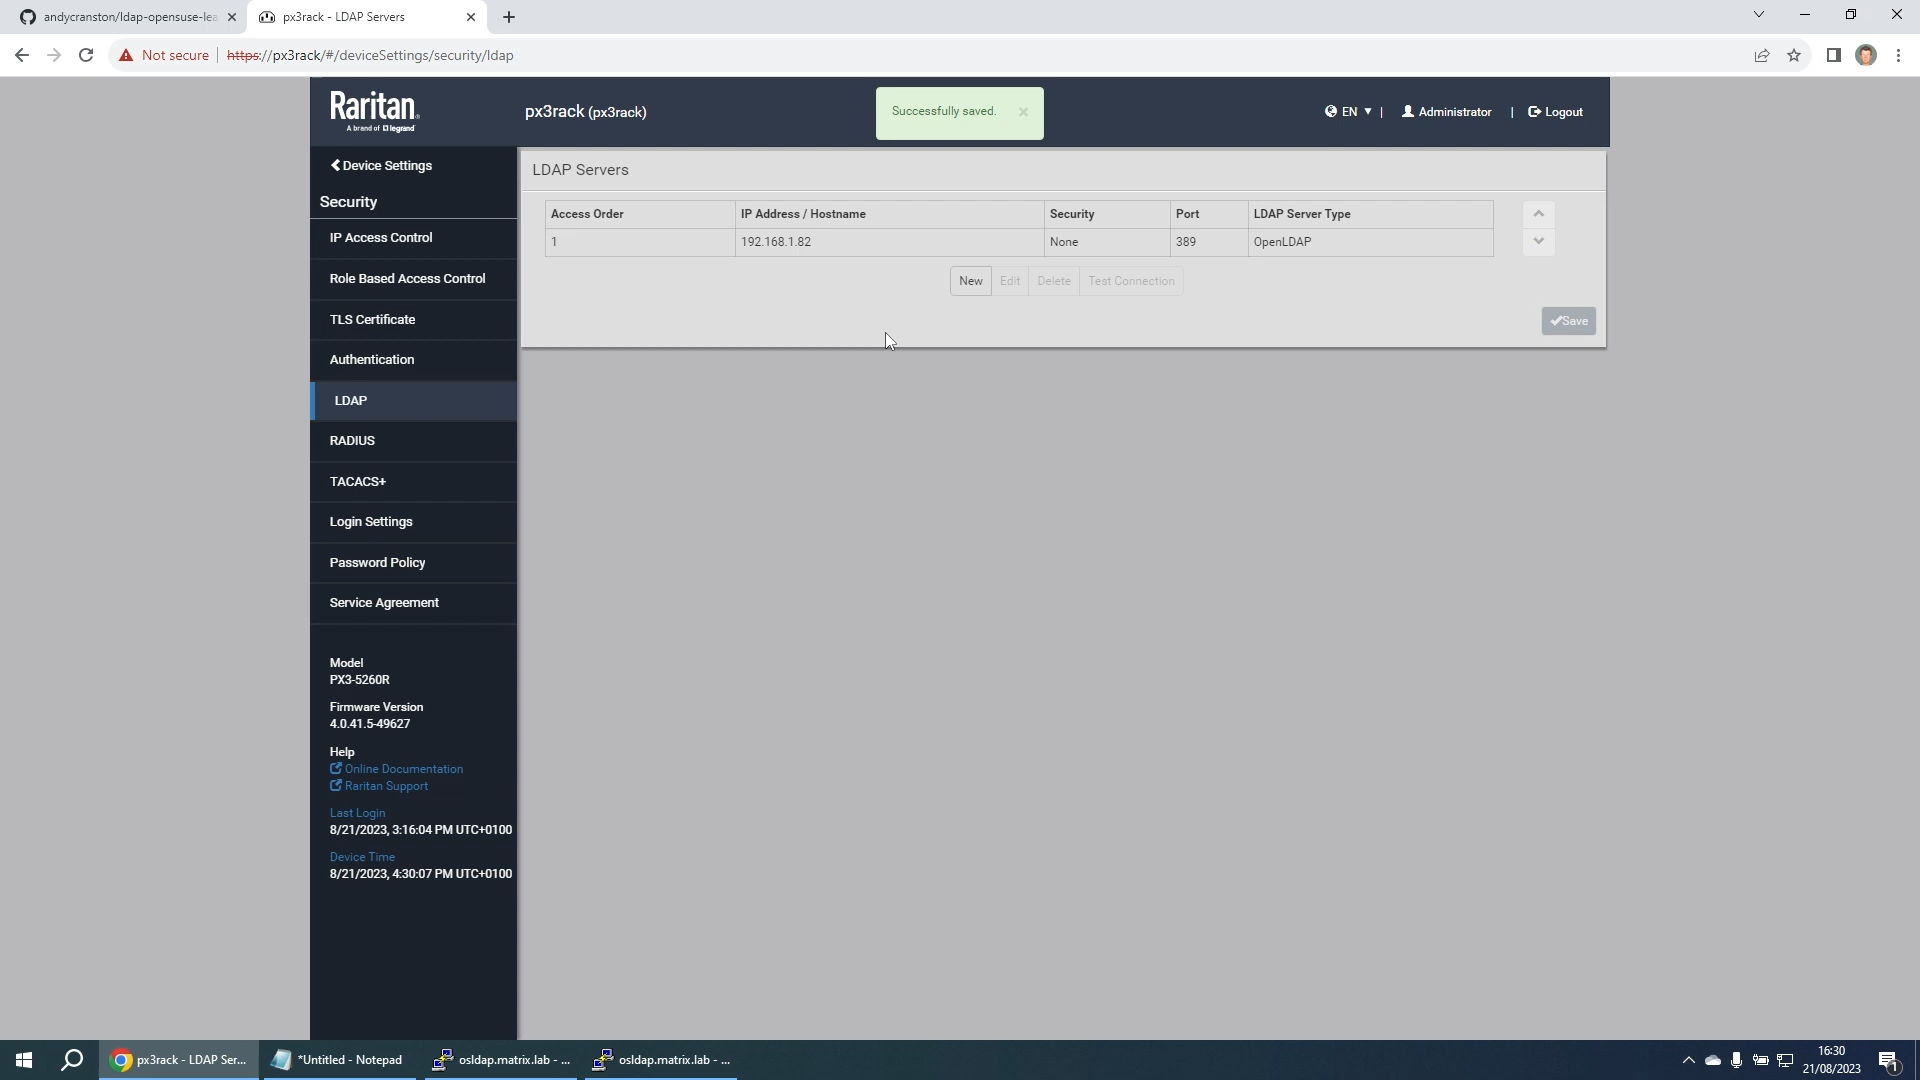 andycranston/ldap-opensuse-lea
px3rack - LDAP Servers
Not secure
https://px3rack/#/deviceSettings/security/ldap
Raritan.
A brand of legrand
px3rack (px3rack)
Successfully saved.
EN
|
Administrator
|
Logout
Device Settings
Security
IP Access Control
Role Based Access Control
TLS Certificate
Authentication
LDAP
RADIUS
TACACS+
Login Settings
Password Policy
Service Agreement
Model
PX3-5260R
Firmware Version
4.0.41.5-49627
Help
Online Documentation
Raritan Support
Last Login
8/21/2023, 3:16:04 PM UTC+0100
Device Time
8/21/2023, 4:30:07 PM UTC+0100
LDAP Servers
Access Order IP Address / Hostname Security Port LDAP Server Type
1 192.168.1.82 None 389 OpenLDAP
New Edit Delete Test Connection
Save
px3rack - LDAP Ser...
*Untitled - Notepad
osldap.matrix.lab - ...
osldap.matrix.lab - ...
16:30
21/08/2023
1